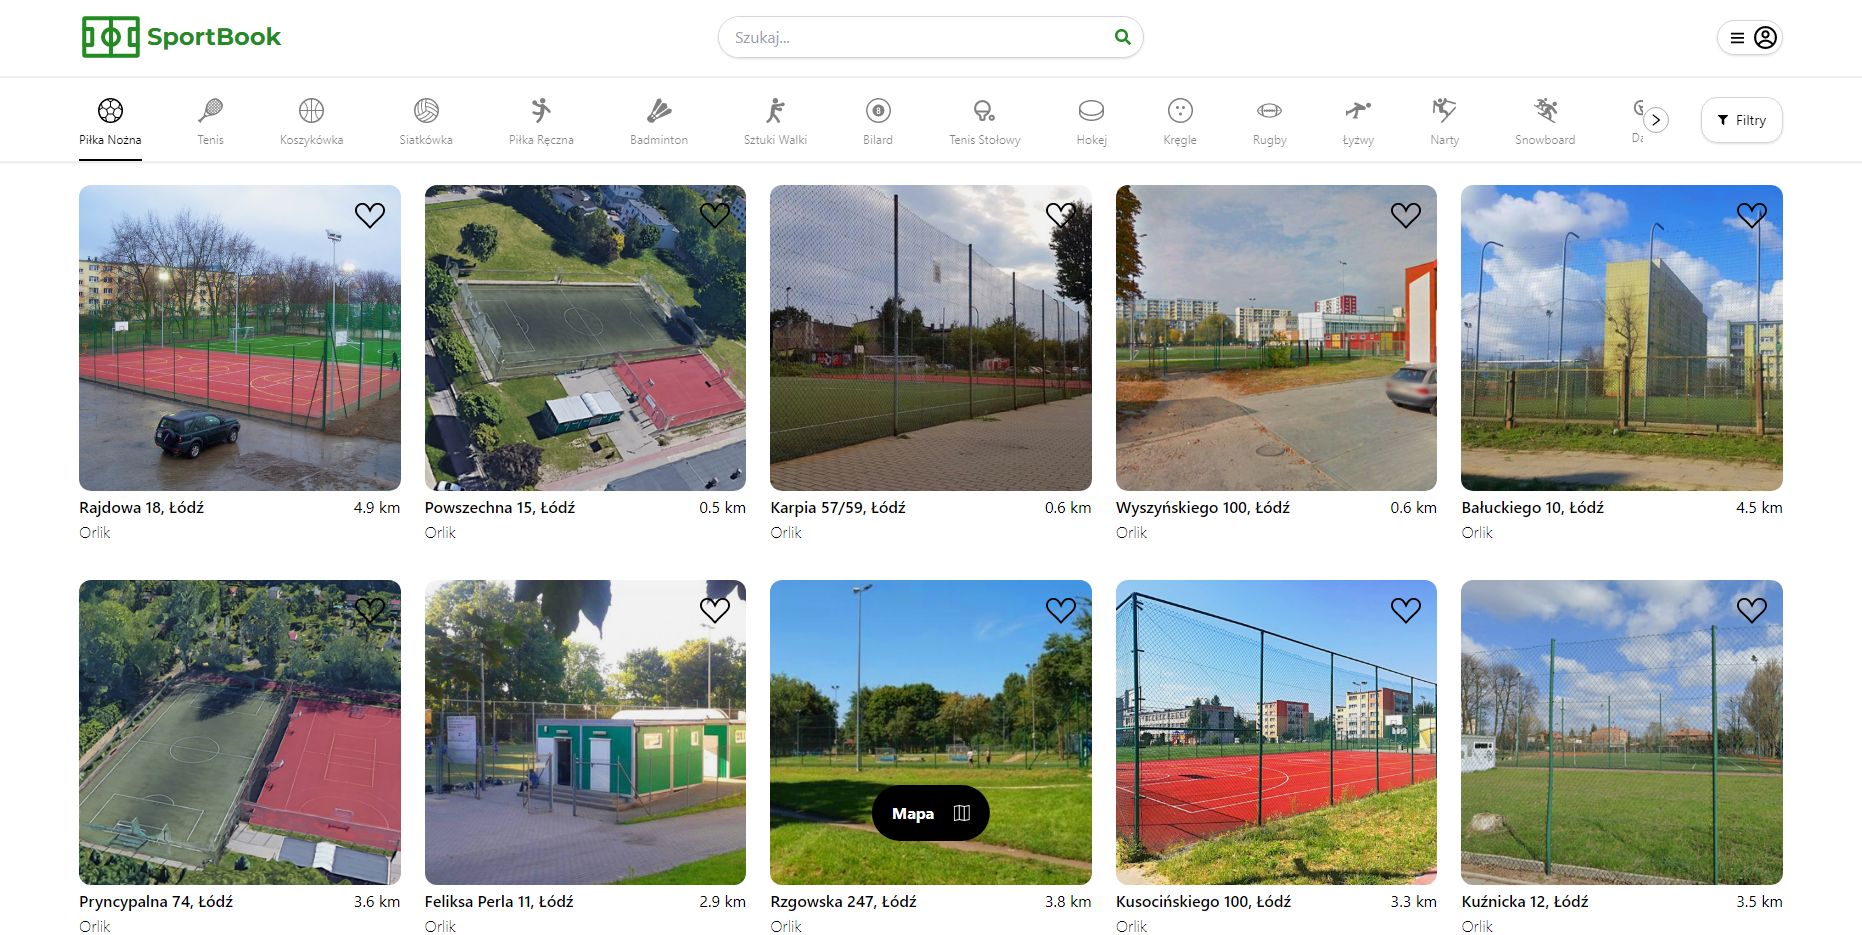 SportBook
Szukaj...
Piłka Nożna
Tenis
Koszykówka
Siatkówka
Piłka Ręczna
Badminton
Sztuki Walki
Bilard
Tenis Stołowy
Hokej
Kręgle
Rugby
Łyżwy
Narty
Snowboard
Filtry
Rajdowa 18, Łódź 4.9 km
Orlik
Powszechna 15, Łódź 0.5 km
Orlik
Karpia 57/59, Łódź 0.6 km
Orlik
Wyszyńskiego 100, Łódź 0.6 km
Orlik
Bałuckiego 10, Łódź 4.5 km
Orlik
Mapa
Pryncypalna 74, Łódź 3.6 km
Orlik
Feliksa Perla 11, Łódź 2.9 km
Orlik
Rzgowska 247, Łódź 3.8 km
Orlik
Kusocińskiego 100, Łódź 3.3 km
Orlik
Kuźnicka 12, Łódź 3.5 km
Orlik